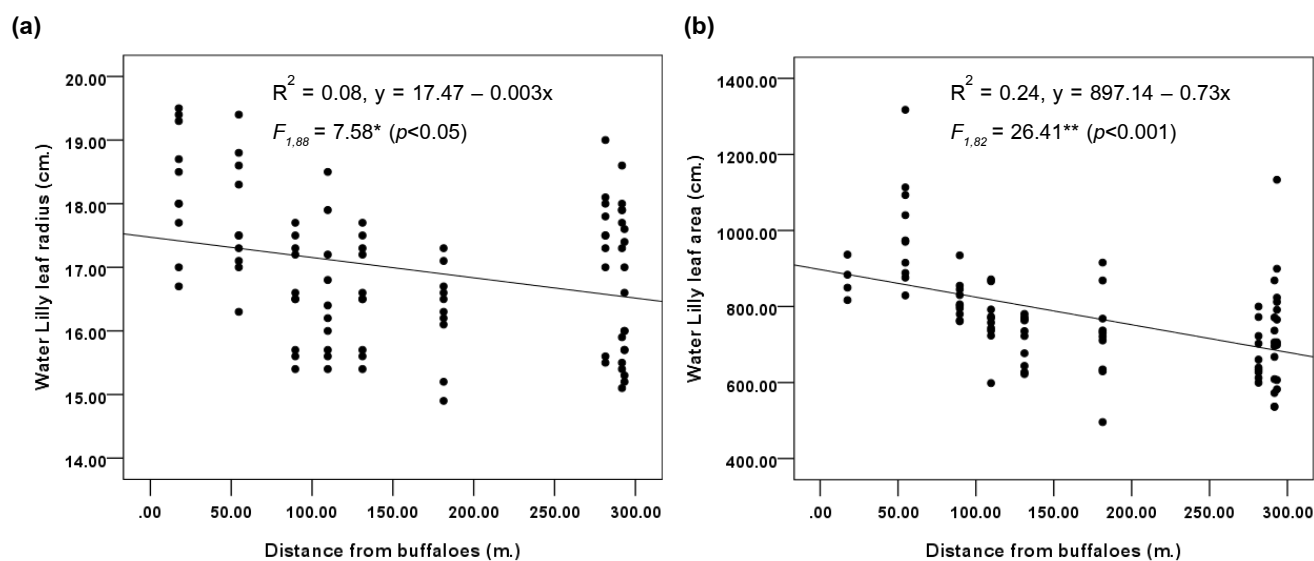 (a)
R² = 0.08, y = 17.47 – 0.003x
F1,88 = 7.58* (p<0.05)
Water Lilly leaf radius (cm.)
20.00
19.00
18.00
17.00
16.00
15.00
14.00
.00 50.00 100.00 150.00 200.00 250.00 300.00
Distance from buffaloes (m.)
(b)
R² = 0.24, y = 897.14 – 0.73x
F1,82 = 26.41** (p<0.001)
Water Lilly leaf area (cm.)
1400.00
1200.00
1000.00
800.00
600.00
400.00
.00 50.00 100.00 150.00 200.00 250.00 300.00
Distance from buffaloes (m.)